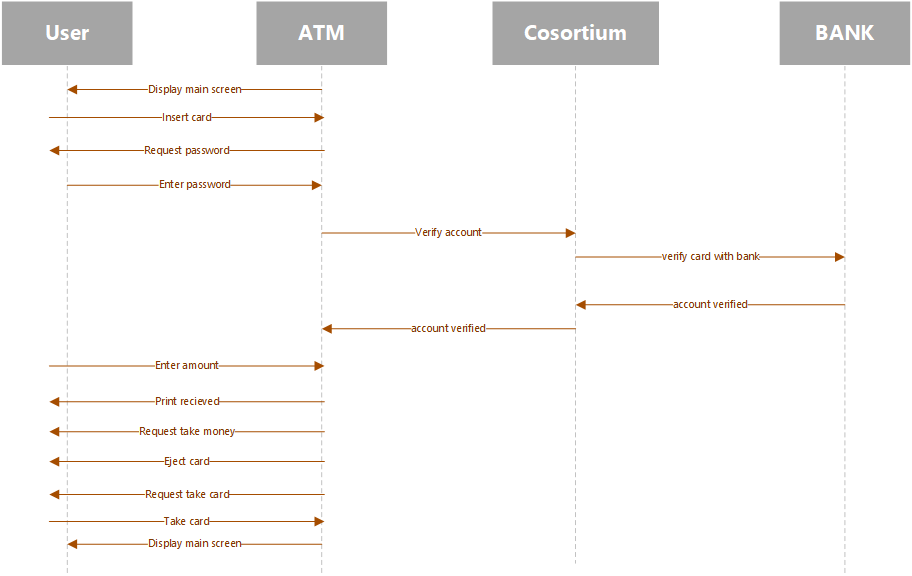 User
ATM
Cosortium
BANK
Display main screen
Insert card
Request password
Enter password
Verify account
verify card with bank
account verified
account verified
Enter amount
Print recieved
Request take money
Eject card
Request take card
Take card
Display main screen